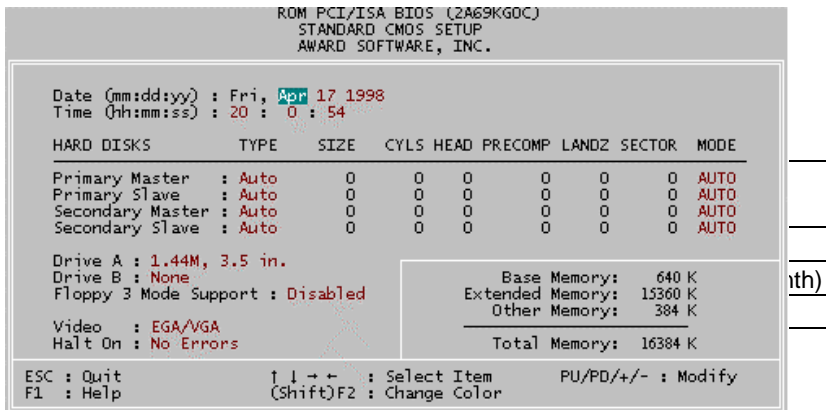 ROM PCI/ISA BIOS (2A69KG0C)
STANDARD CMOS SETUP
AWARD SOFTWARE, INC.
Date (mm:dd:yy) : Fri, Apr 17 1998
Time (hh:mm:ss) : 20 : 0 : 54
HARD DISKS TYPE SIZE CYLS HEAD PRECOMP LANDZ SECTOR MODE
Primary Master : Auto 0 0 0 0 0 0 AUTO
Primary Slave : Auto 0 0 0 0 0 0 AUTO
Secondary Master : Auto 0 0 0 0 0 0 AUTO
Secondary Slave : Auto 0 0 0 0 0 0 AUTO
Drive A : 1.44M, 3.5 in.
Drive B : None
Floppy 3 Mode Support : Disabled
Video : EGA/VGA
Halt On : No Errors
Base Memory: 640 K
Extended Memory: 15360 K
Other Memory: 384 K
Total Memory: 16384 K
ESC : Quit ↑ ↓ → ← : Select Item PU/PD/+/- : Modify
F1 : Help (Shift)F2 : Change Color